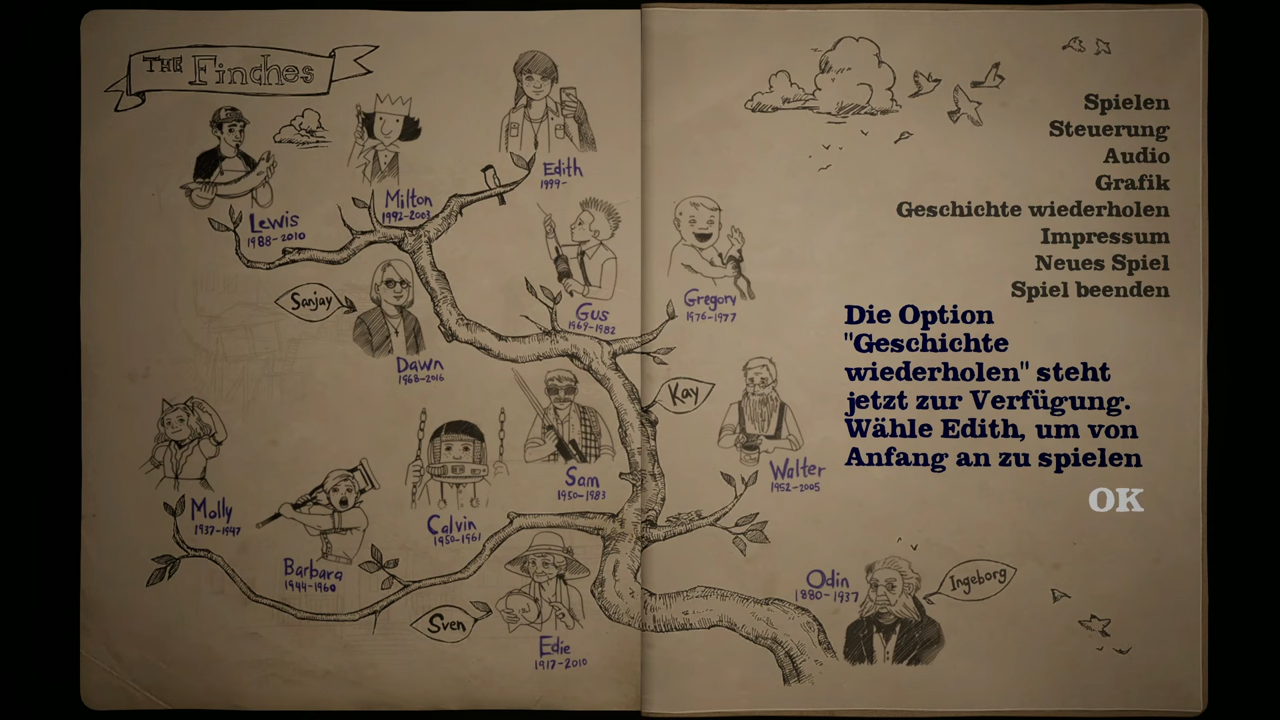 THE Finches
Edith
1999-
Milton
1992-2003
Lewis
1988-2010
Sanjay
Dawn
1968-2016
Gus
1969-1982
Gregory
1976-1977
Kay
Sam
1950-1983
Walter
1952-2005
Molly
1937-1947
Barbara
1944-1960
Calvin
1950-1961
Sven
Edie
1917-2010
Odin
1880-1937
Ingeborg
Spielen
Steuerung
Audio
Grafik
Geschichte wiederholen
Impressum
Neues Spiel
Spiel beenden
Die Option
"Geschichte
wiederholen" steht
jetzt zur Verfügung.
Wähle Edith, um von
Anfang an zu spielen
OK